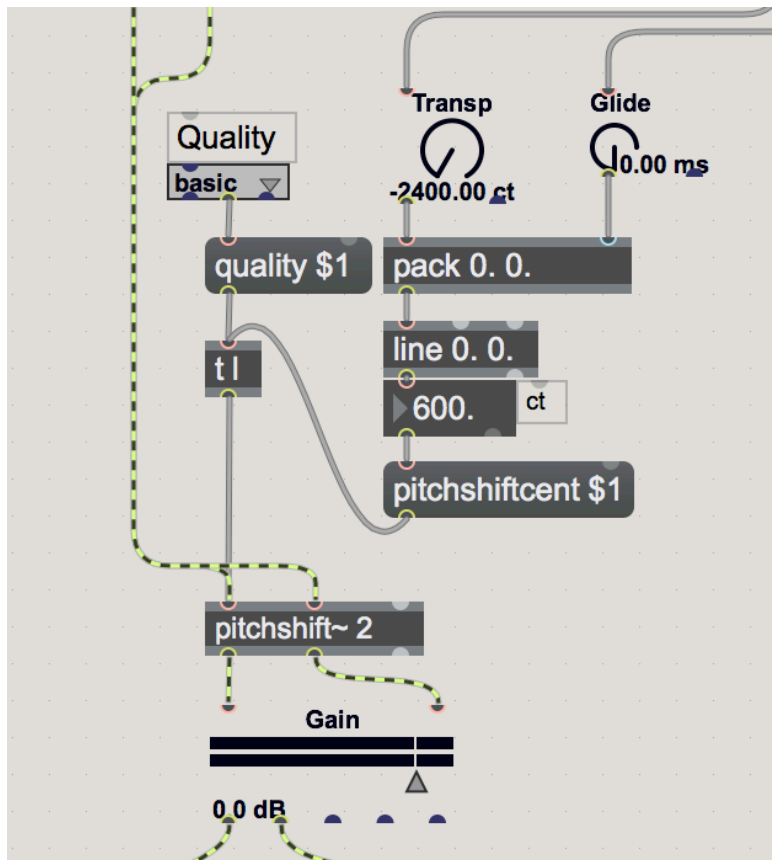 Transp
Glide
Quality
basic
0.00 ms
-2400.00 ct
quality $1
pack 0. 0.
line 0. 0.
t l
600.
ct
pitchshiftcent $1
pitchshift~ 2
Gain
0.0 dB